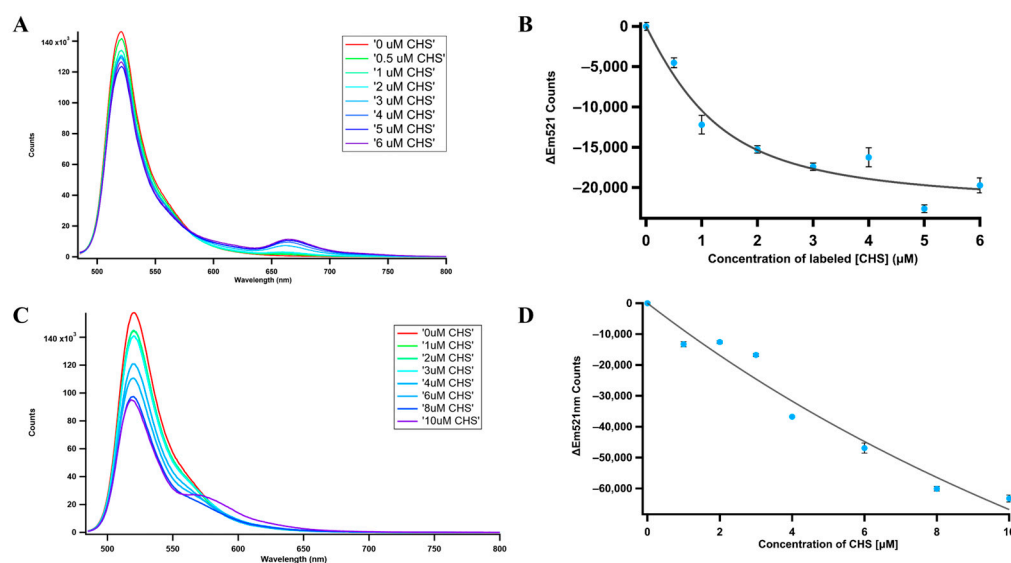 A
140 x10³
120
100
80
60
40
20
0
Counts
500
550
600
650
700
750
800
Wavelength (nm)
'0 uM CHS'
'0.5 uM CHS'
'1 uM CHS'
'2 uM CHS'
'3 uM CHS'
'4 uM CHS'
'5 uM CHS'
'6 uM CHS'
B
0
–5,000
–10,000
–15,000
–20,000
ΔEm521 Counts
0
1
2
3
4
5
6
Concentration of labeled [CHS] (µM)
C
140 x10³
120
100
80
60
40
20
0
Counts
500
550
600
650
700
750
800
Wavelength (nm)
'0uM CHS'
'1uM CHS'
'2uM CHS'
'3uM CHS'
'4uM CHS'
'6uM CHS'
'8uM CHS'
'10uM CHS'
D
0
–10,000
–20,000
–30,000
–40,000
–50,000
–60,000
ΔEm521nm Counts
0
2
4
6
8
10
Concentration of CHS [µM]